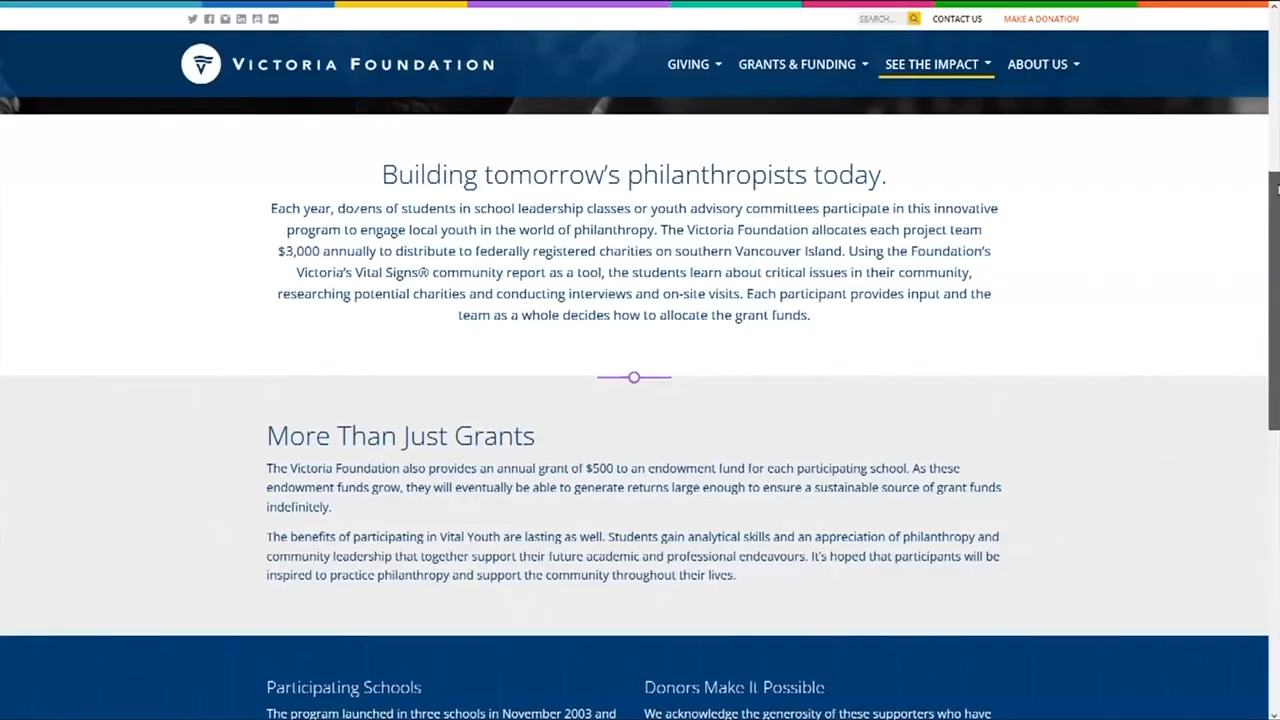 SEARCH...
CONTACT US
MAKE A DONATION
VICTORIA FOUNDATION
GIVING
GRANTS & FUNDING
SEE THE IMPACT
ABOUT US
Building tomorrow's philanthropists today.
Each year, dozens of students in school leadership classes or youth advisory committees participate in this innovative
program to engage local youth in the world of philanthropy. The Victoria Foundation allocates each project team
$3,000 annually to distribute to federally registered charities on southern Vancouver Island. Using the Foundation's
Victoria's Vital Signs® community report as a tool, the students learn about critical issues in their community,
researching potential charities and conducting interviews and on-site visits. Each participant provides input and the
team as a whole decides how to allocate the grant funds.
More Than Just Grants
The Victoria Foundation also provides an annual grant of $500 to an endowment fund for each participating school. As these
endowment funds grow, they will eventually be able to generate returns large enough to ensure a sustainable source of grant funds
indefinitely.
The benefits of participating in Vital Youth are lasting as well. Students gain analytical skills and an appreciation of philanthropy and
community leadership that together support their future academic and professional endeavours. It's hoped that participants will be
inspired to practice philanthropy and support the community throughout their lives.
Participating Schools
The program launched in three schools in November 2003 and
Donors Make It Possible
We acknowledge the generosity of these supporters who have